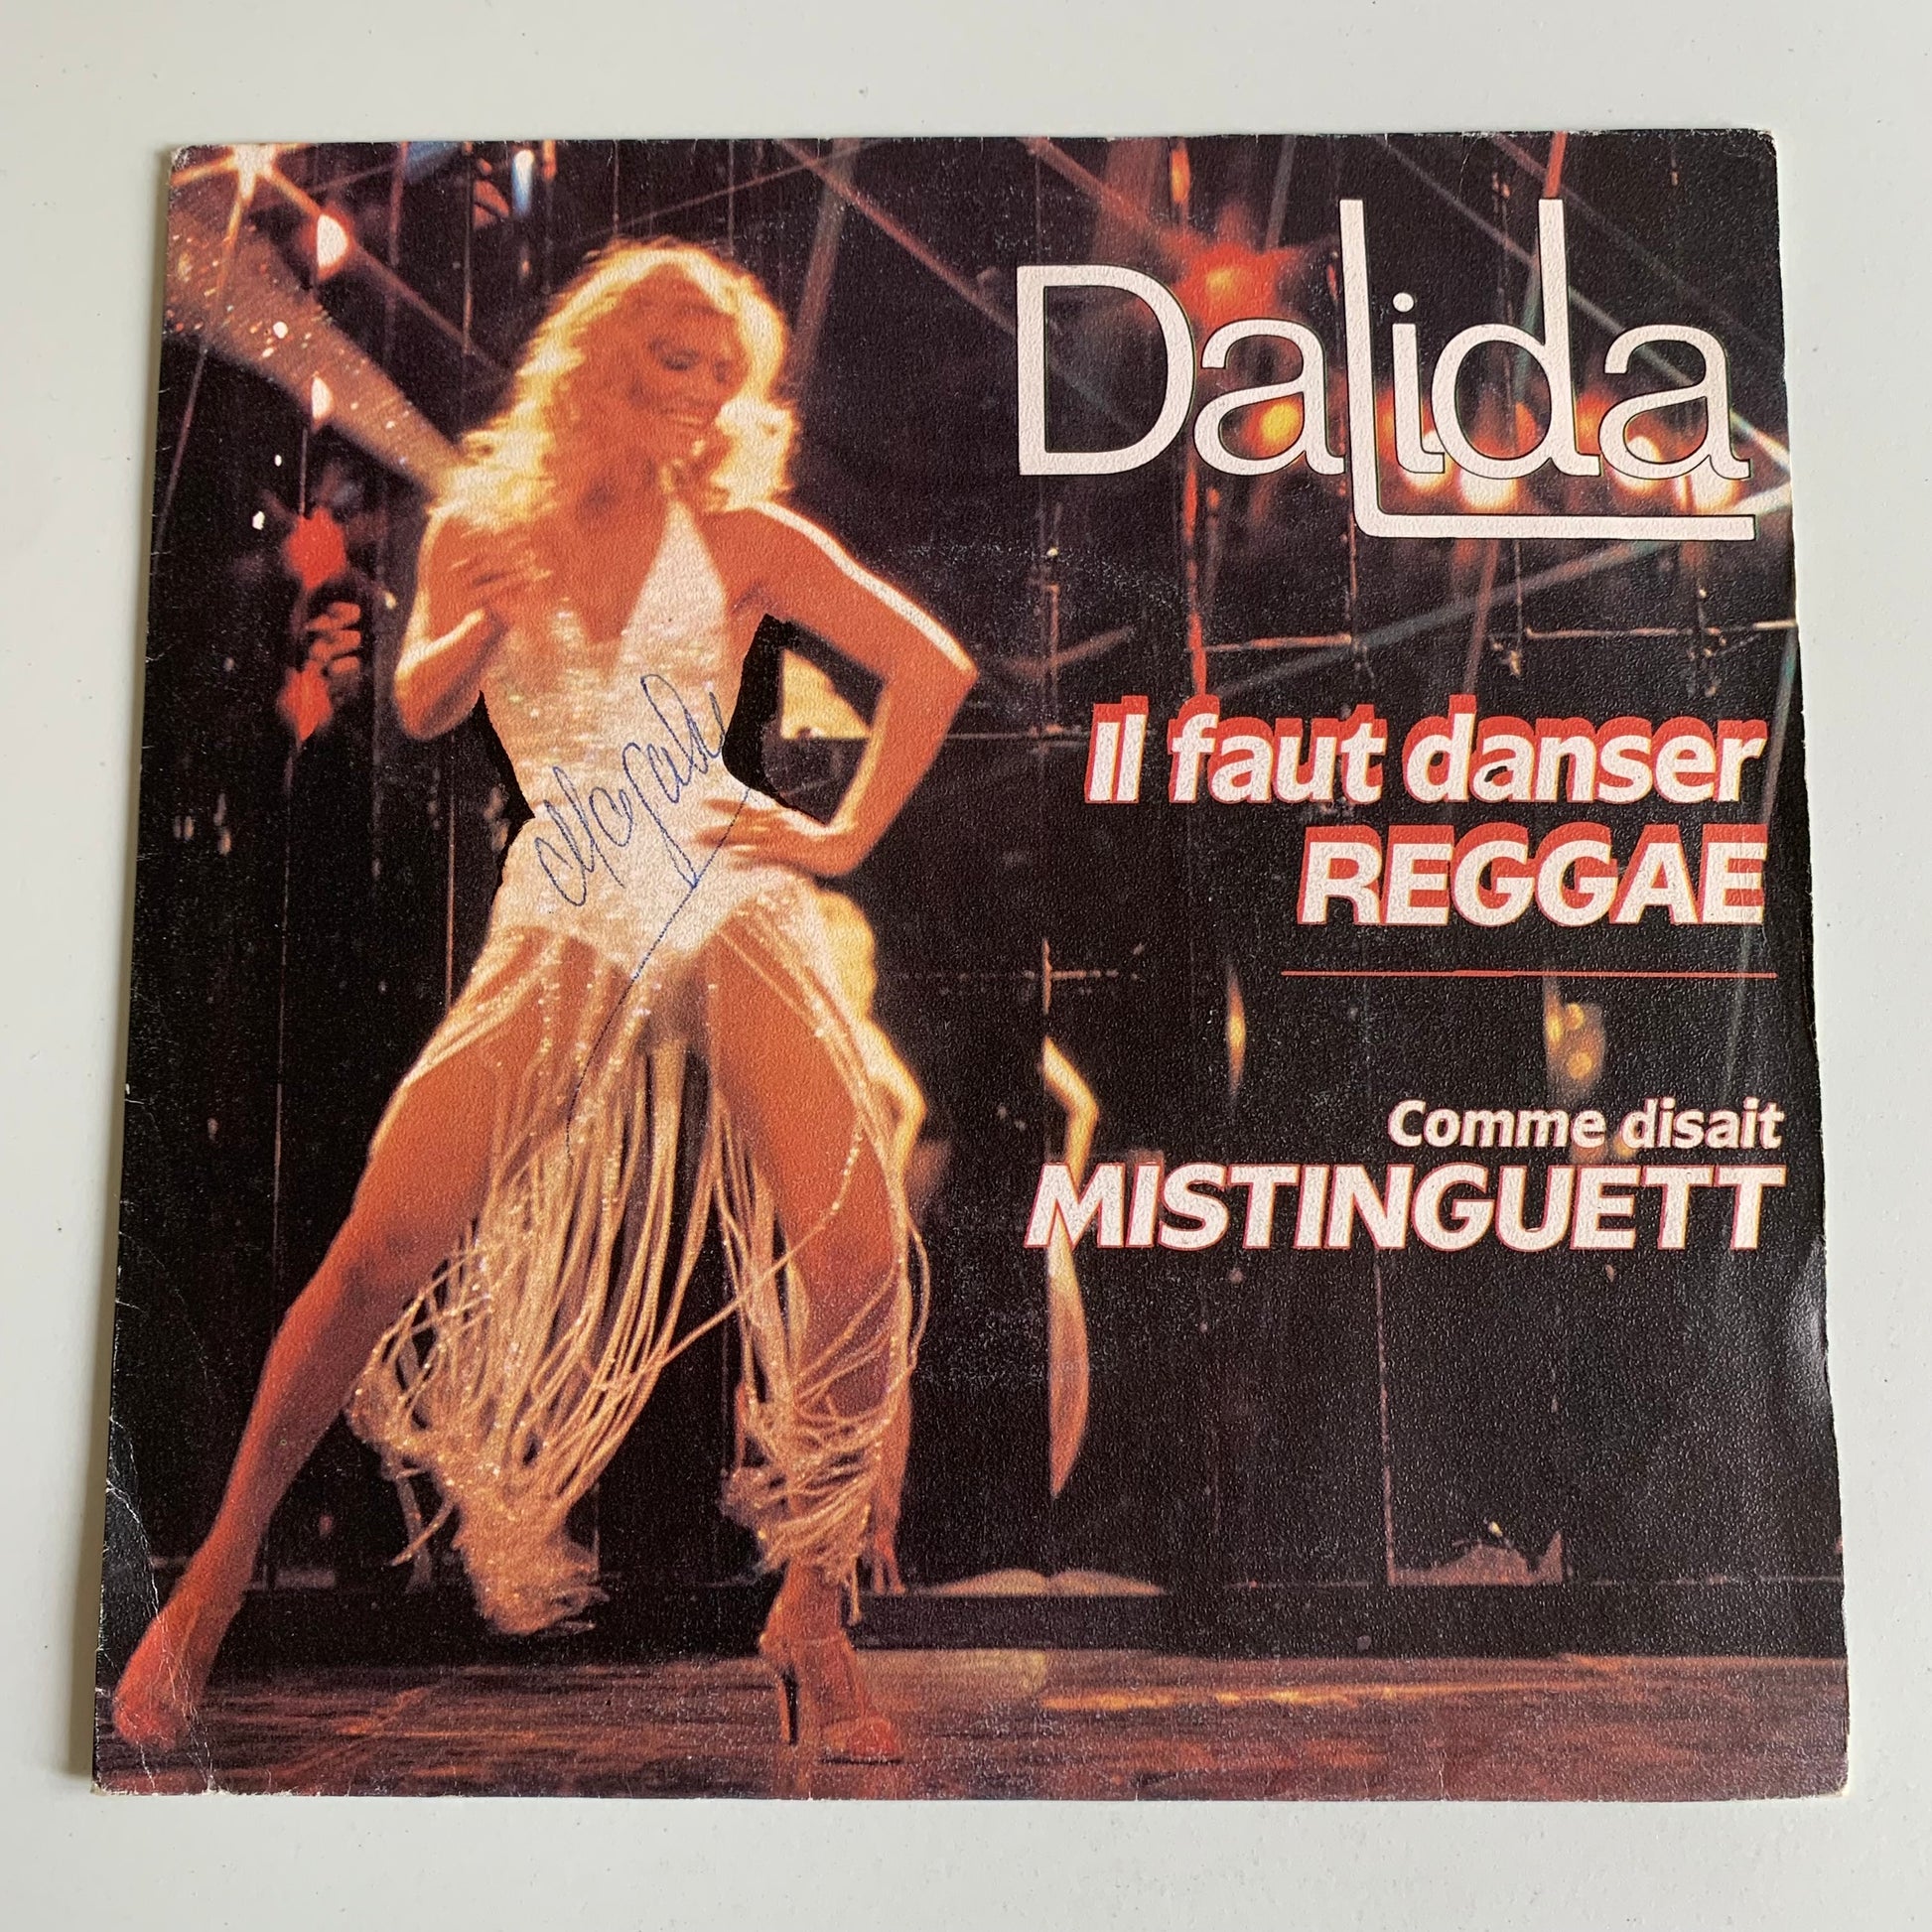 Dalida
Il faut danser
REGGAE
Comme disait
MISTINGUETT